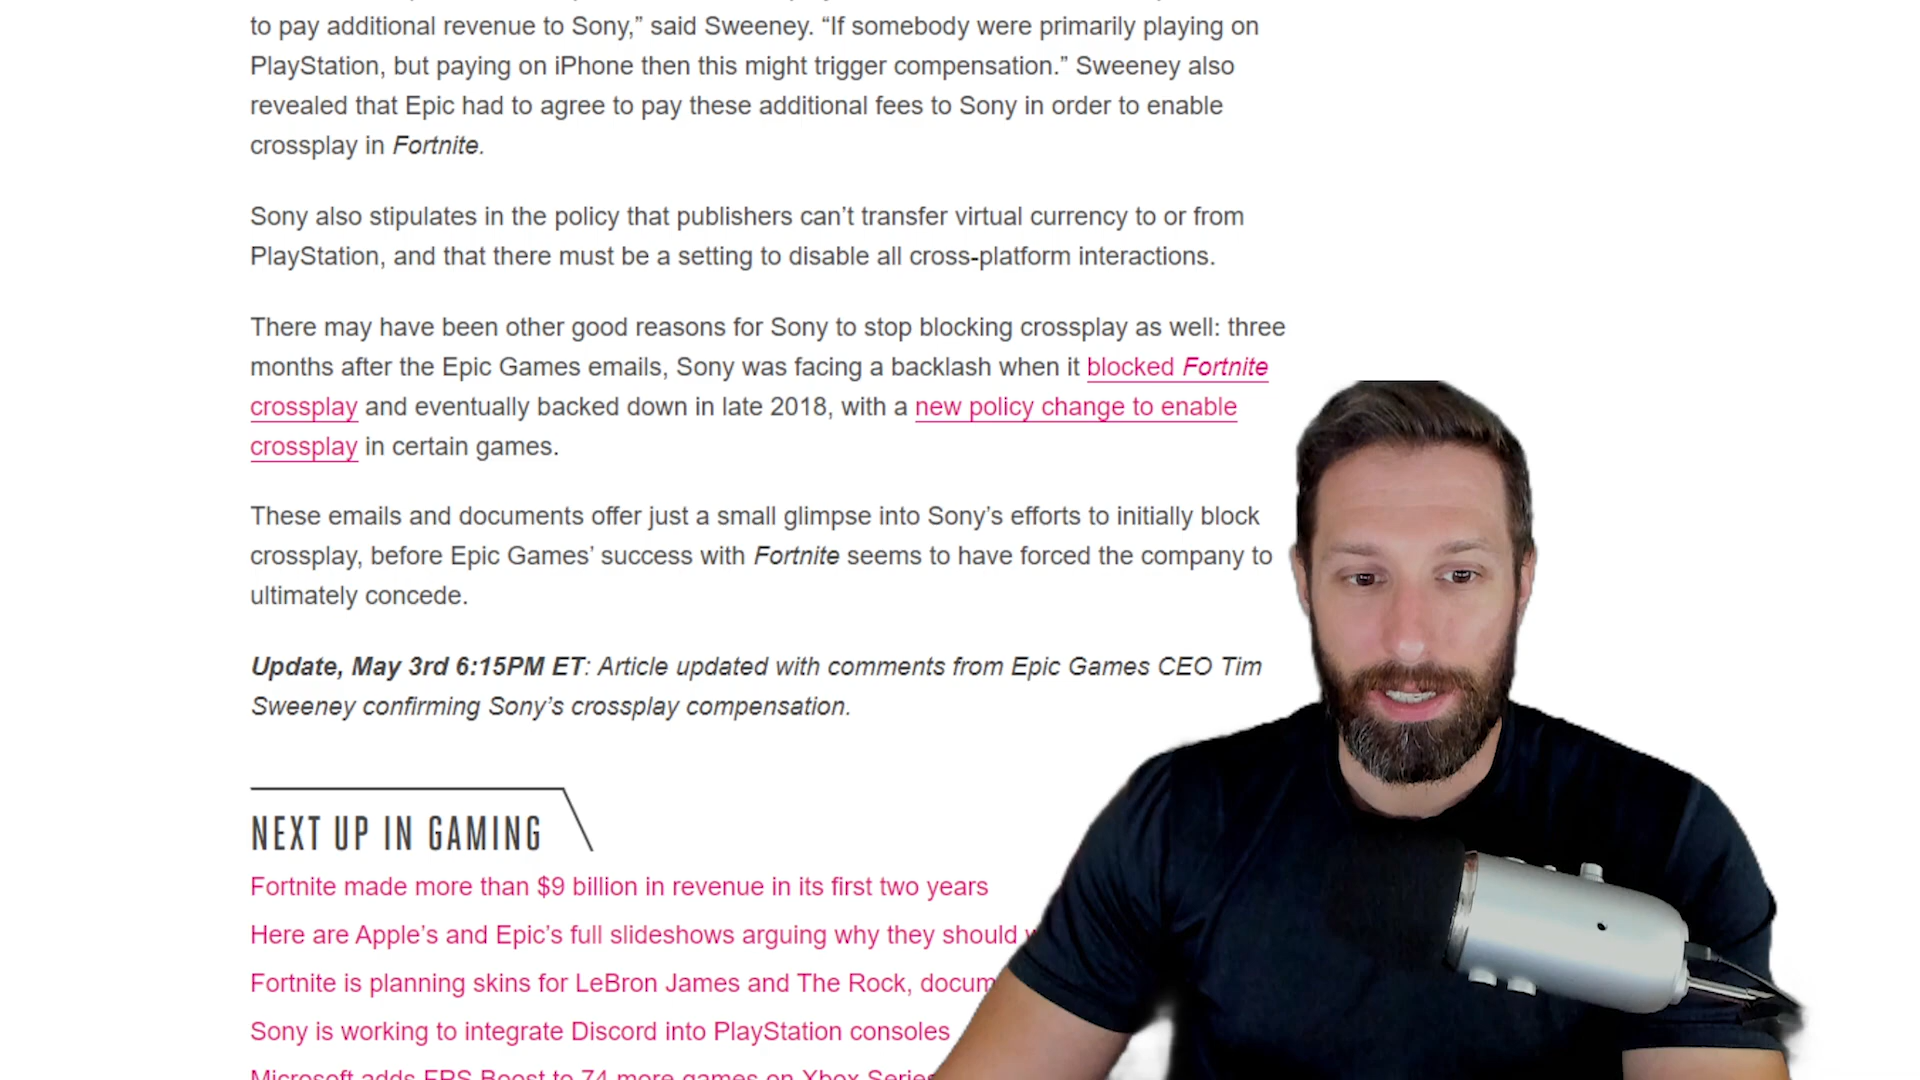 to pay additional revenue to Sony,” said Sweeney. “If somebody were primarily playing on
PlayStation, but paying on iPhone then this might trigger compensation.” Sweeney also
revealed that Epic had to agree to pay these additional fees to Sony in order to enable
crossplay in Fortnite.
Sony also stipulates in the policy that publishers can’t transfer virtual currency to or from
PlayStation, and that there must be a setting to disable all cross-platform interactions.
There may have been other good reasons for Sony to stop blocking crossplay as well: three
months after the Epic Games emails, Sony was facing a backlash when it blocked Fortnite
crossplay and eventually backed down in late 2018, with a new policy change to enable
crossplay in certain games.
These emails and documents offer just a small glimpse into Sony’s efforts to initially block
crossplay, before Epic Games’ success with Fortnite seems to have forced the company to
ultimately concede.
Update, May 3rd 6:15PM ET: Article updated with comments from Epic Games CEO Tim
Sweeney confirming Sony’s crossplay compensation.
NEXT UP IN GAMING
Fortnite made more than $9 billion in revenue in its first two years
Here are Apple’s and Epic’s full slideshows arguing why they should
Fortnite is planning skins for LeBron James and The Rock,
Sony is working to integrate Discord into PlayStation consoles
Microsoft adds FPS Boost to 74 more games on Xbox